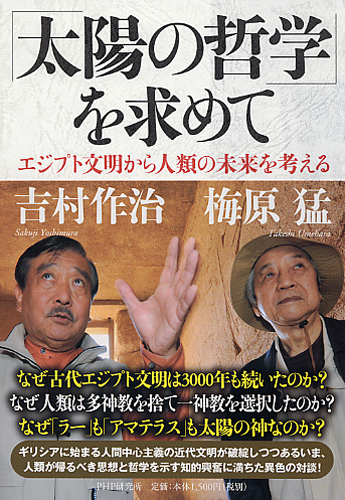 「太陽の哲学」
を求めて
エジプト文明から人類の未来を考える
吉村作治 梅原 猛
Sakuji Yoshimura Takeshi Umehara
なぜ古代エジプト文明は3000年も続いたのか?
なぜ人類は多神教を捨て一神教を選択したのか?
なぜ「ラー」も「アマテラス」も太陽の神なのか?
ギリシアに始まる人間中心主義の近代文明が破綻しつつあるいま、
人類が帰るべき思想と哲学を示す知的興奮に満ちた異色の対談!
PHP研究所 定価:本体1,500円(税別)